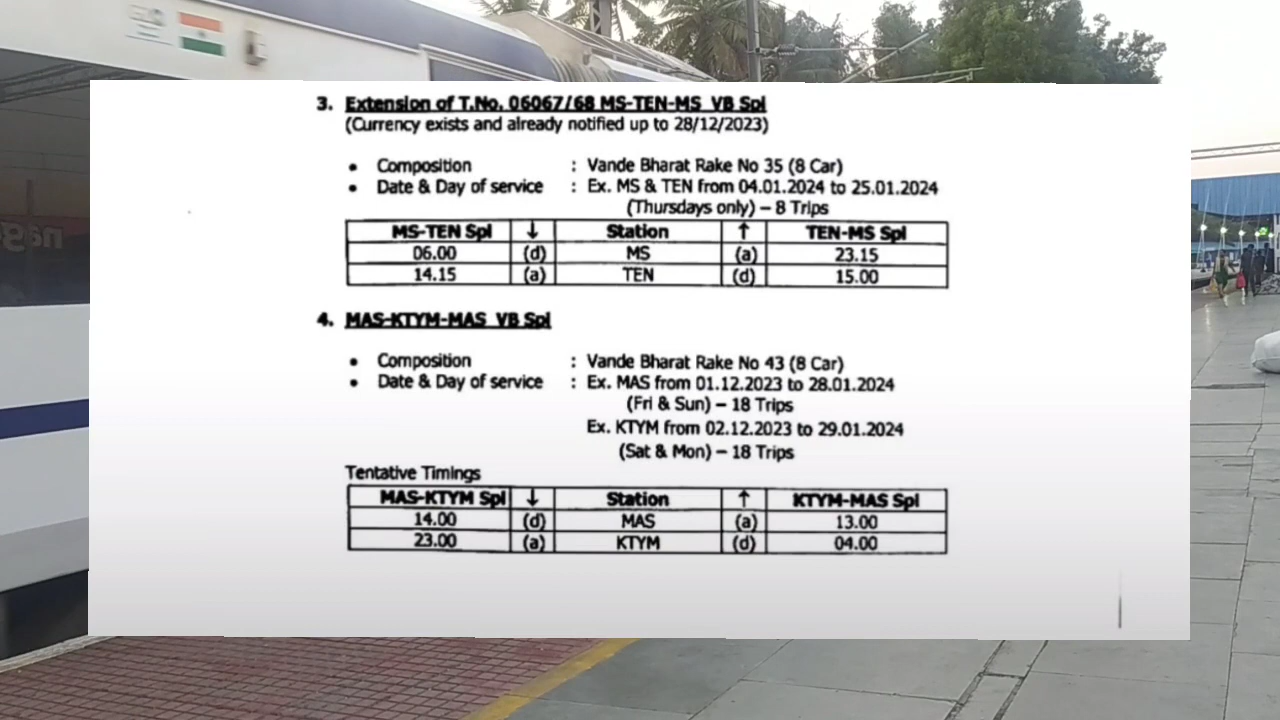 3. Extension of T.No. 06067/68 MS-TEN-MS VB Spl
(Currency exists and already notified up to 28/12/2023)
• Composition : Vande Bharat Rake No 35 (8 Car)
• Date & Day of service : Ex. MS & TEN from 04.01.2024 to 25.01.2024
(Thursdays only) – 8 Trips
MS-TEN Spl ↓ Station ↑ TEN-MS Spl
06.00 (d) MS (a) 23.15
14.15 (a) TEN (d) 15.00
4. MAS-KTYM-MAS VB Spl
• Composition : Vande Bharat Rake No 43 (8 Car)
• Date & Day of service : Ex. MAS from 01.12.2023 to 28.01.2024
(Fri & Sun) – 18 Trips
Ex. KTYM from 02.12.2023 to 29.01.2024
(Sat & Mon) – 18 Trips
Tentative Timings
MAS-KTYM Spl ↓ Station ↑ KTYM-MAS Spl
14.00 (d) MAS (a) 13.00
23.00 (a) KTYM (d) 04.00